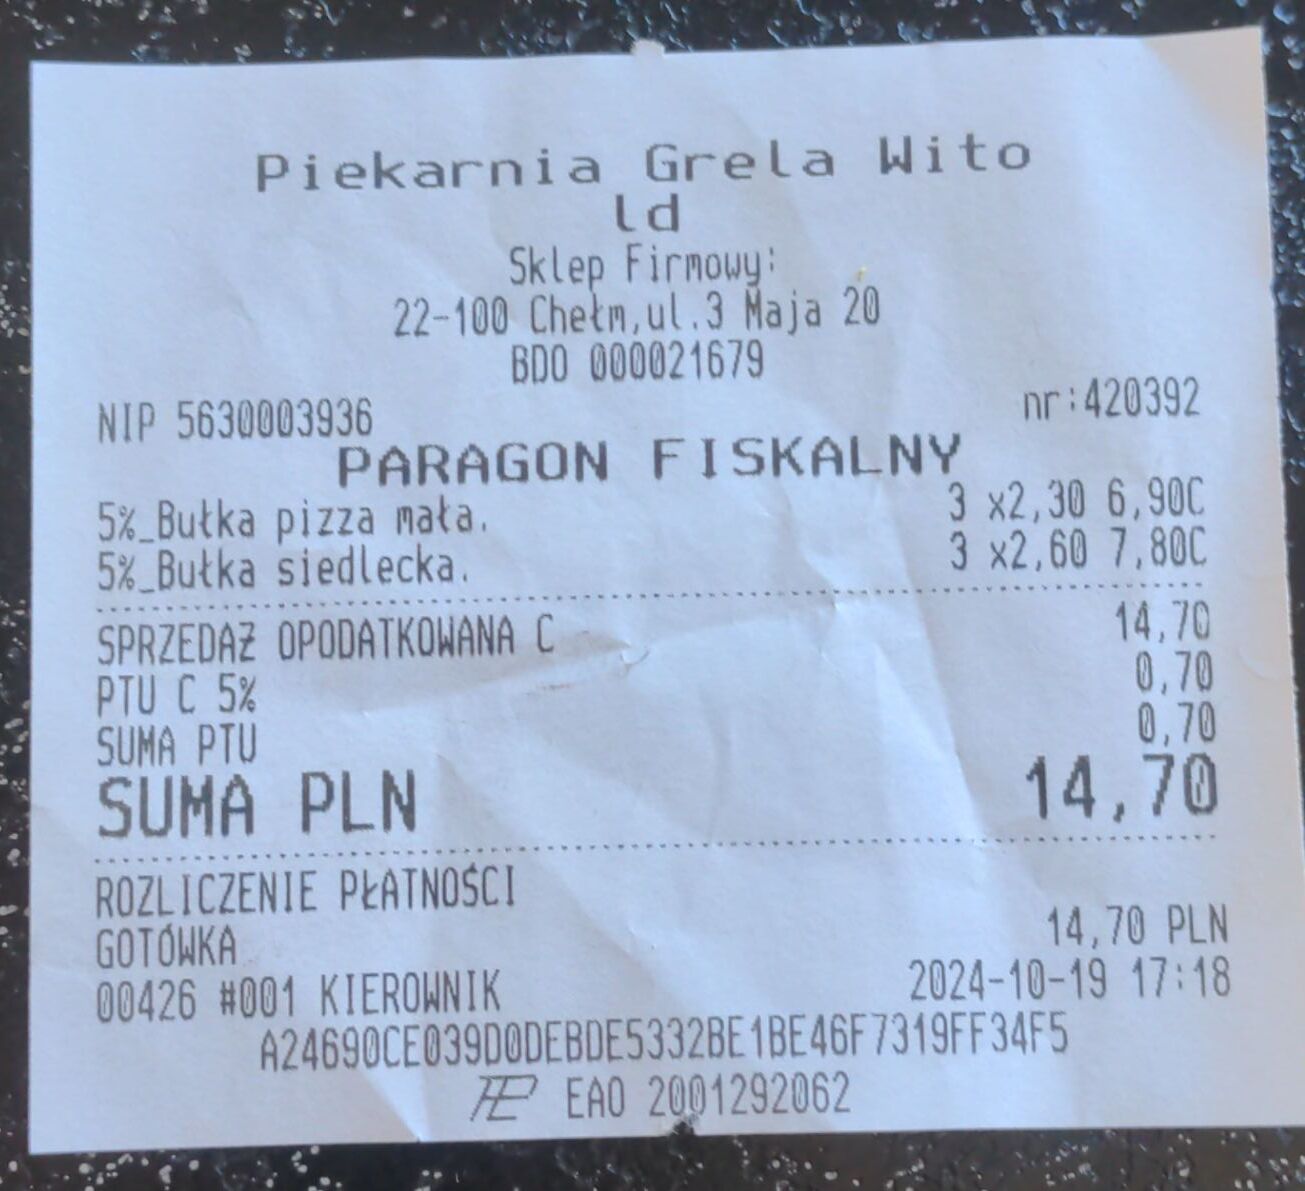 Piekarnia Grela Wito
ld
Sklep Firmowy:
22-100 Chełm,ul.3 Maja 20
BDO 000021679
NIP 5630003936 nr:420392
PARAGON FISKALNY
5%_Bułka pizza mała. 3 x2,30 6,90C
5%_Bułka siedlecka. 3 x2,60 7,80C
SPRZEDAŻ OPODATKOWANA C 14,70
PTU C 5% 0,70
SUMA PTU 0,70
SUMA PLN 14,70
ROZLICZENIE PŁATNOŚCI
GOTÓWKA 14,70 PLN
00426 #001 KIEROWNIK 2024-10-19 17:18
A24690CE039D0DEBDE5332BE1BE46F7319FF34F5
EAO 2001292062